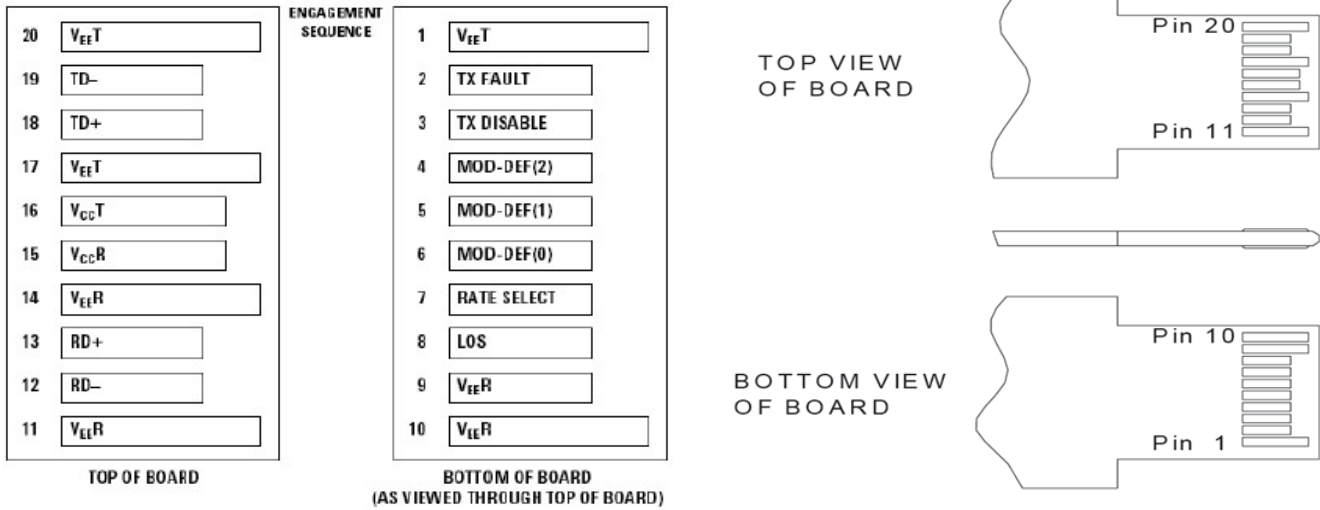 ENGAGEMENT
SEQUENCE
20 VEET
19 TD–
18 TD+
17 VEET
16 VCCT
15 VCCR
14 VEER
13 RD+
12 RD–
11 VEER
TOP OF BOARD
1 VEET
2 TX FAULT
3 TX DISABLE
4 MOD-DEF(2)
5 MOD-DEF(1)
6 MOD-DEF(0)
7 RATE SELECT
8 LOS
9 VEER
10 VEER
BOTTOM OF BOARD
(AS VIEWED THROUGH TOP OF BOARD)
TOP VIEW
OF BOARD
Pin 20
Pin 11
BOTTOM VIEW
OF BOARD
Pin 10
Pin 1